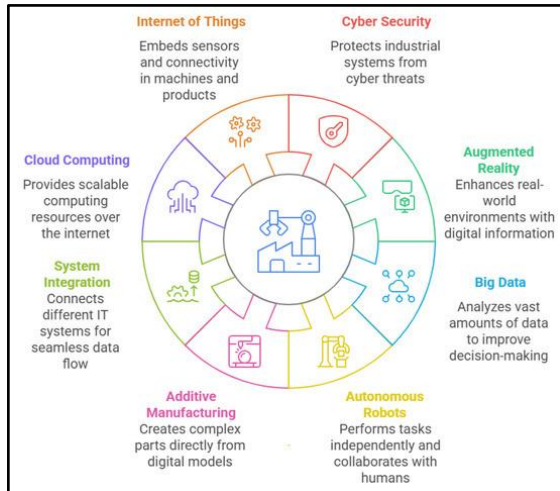 Internet of Things
Embeds sensors
and connectivity
in machines and
products
Cyber Security
Protects industrial
systems from
cyber threats
Cloud Computing
Provides scalable
computing
resources over
the internet
Augmented
Reality
Enhances real-
world
environments with
digital information
System
Integration
Connects
different IT
systems for
seamless data
flow
Big Data
Analyzes vast
amounts of data
to improve
decision-making
Additive
Manufacturing
Creates complex
parts directly from
digital models
Autonomous
Robots
Performs tasks
independently and
collaborates with
humans